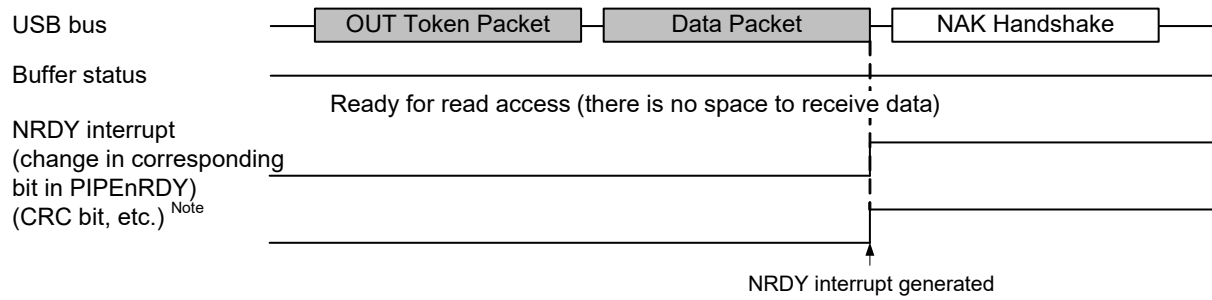 USB bus
OUT Token Packet
Data Packet
NAK Handshake
Buffer status
Ready for read access (there is no space to receive data)
NRDY interrupt
(change in corresponding
bit in PIPEnRDY)
(CRC bit, etc.) Note
NRDY interrupt generated